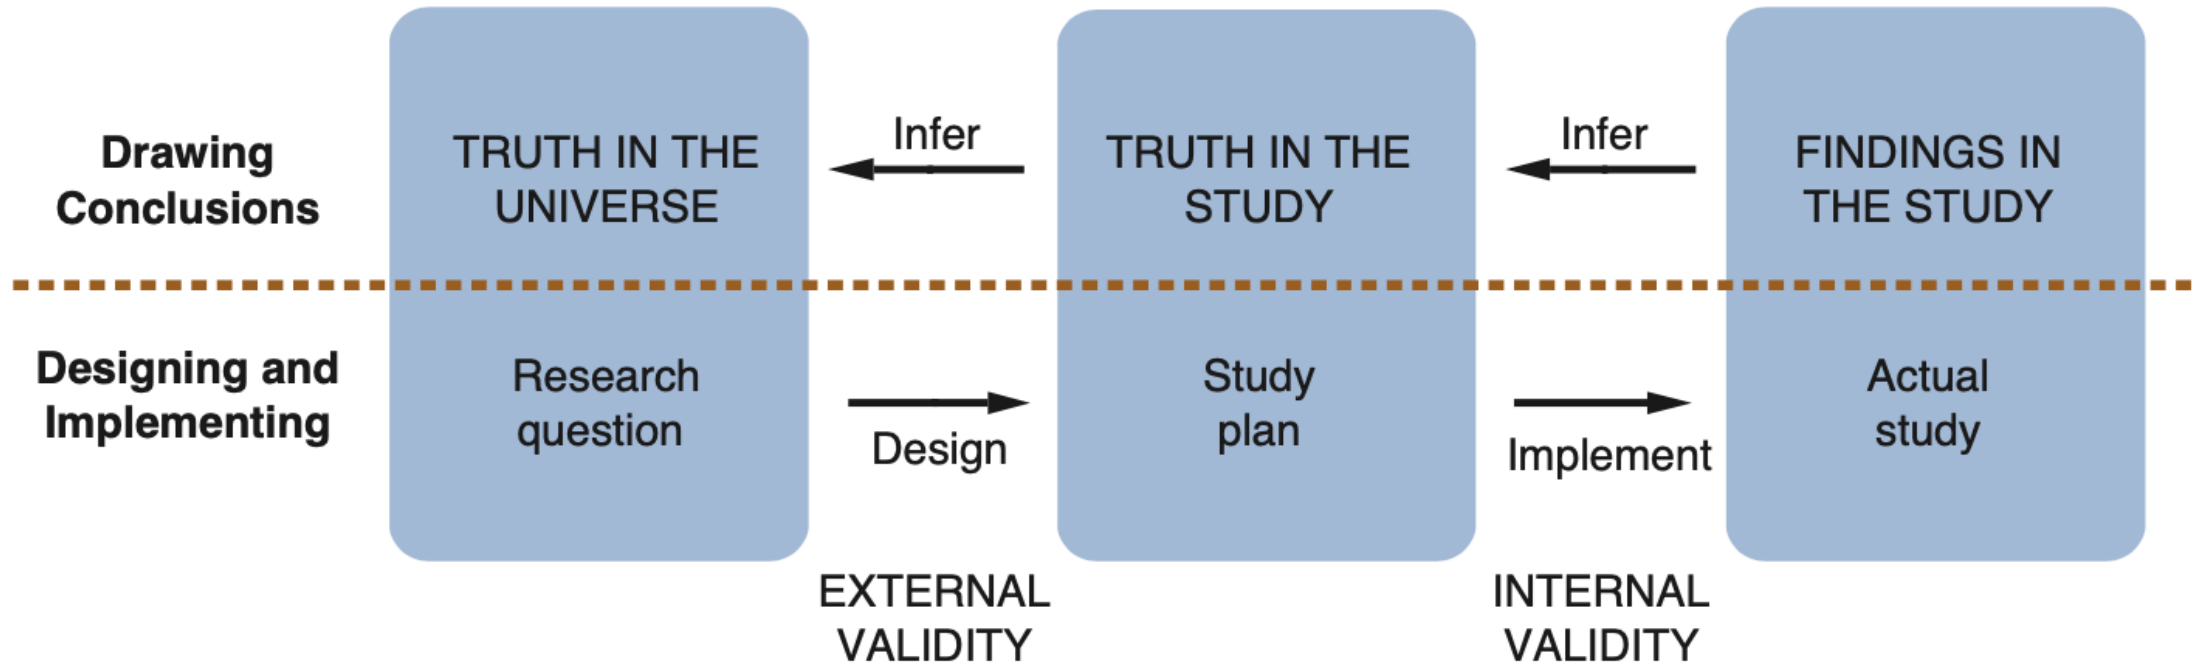 Drawing
Conclusions
TRUTH IN THE
UNIVERSE
Infer
TRUTH IN THE
STUDY
Infer
FINDINGS IN
THE STUDY
Designing and
Implementing
Research
question
Design
Study
plan
Implement
Actual
study
EXTERNAL
VALIDITY
INTERNAL
VALIDITY